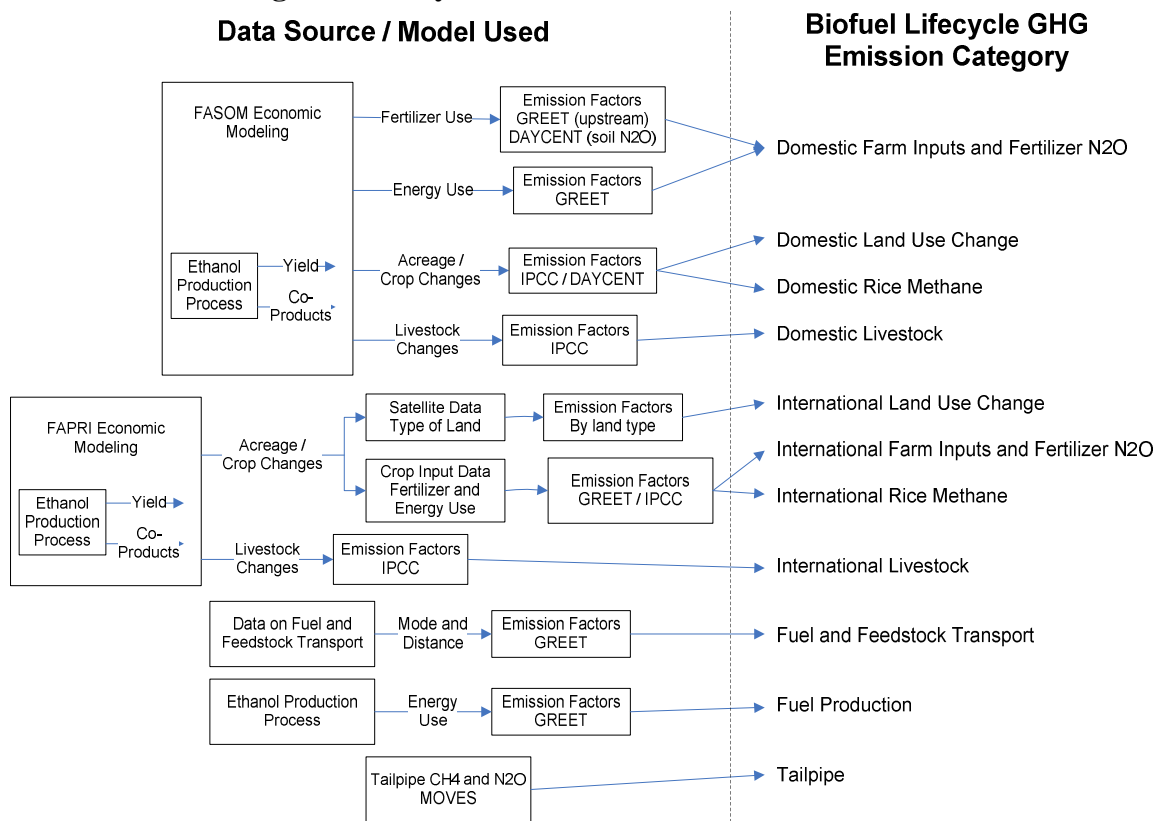 Data Source / Model Used
Biofuel Lifecycle GHG
Emission Category
FASOM Economic
Modeling
Fertilizer Use
Emission Factors
GREET (upstream)
DAYCENT (soil N2O)
Domestic Farm Inputs and Fertilizer N2O
Energy Use
Emission Factors
GREET
Ethanol
Production
Process
Yield
Co-
Products
Acreage /
Crop Changes
Emission Factors
IPCC / DAYCENT
Domestic Land Use Change
Domestic Rice Methane
Livestock
Changes
Emission Factors
IPCC
Domestic Livestock
FAPRI Economic
Modeling
Ethanol
Production
Process
Yield
Co-
Products
Acreage /
Crop Changes
Satellite Data
Type of Land
Emission Factors
By land type
International Land Use Change
Crop Input Data
Fertilizer and
Energy Use
Emission Factors
GREET / IPCC
International Farm Inputs and Fertilizer N2O
International Rice Methane
Livestock
Changes
Emission Factors
IPCC
International Livestock
Data on Fuel and
Feedstock Transport
Mode and
Distance
Emission Factors
GREET
Fuel and Feedstock Transport
Ethanol Production
Process
Energy
Use
Emission Factors
GREET
Fuel Production
Tailpipe CH4 and N2O
MOVES
Tailpipe